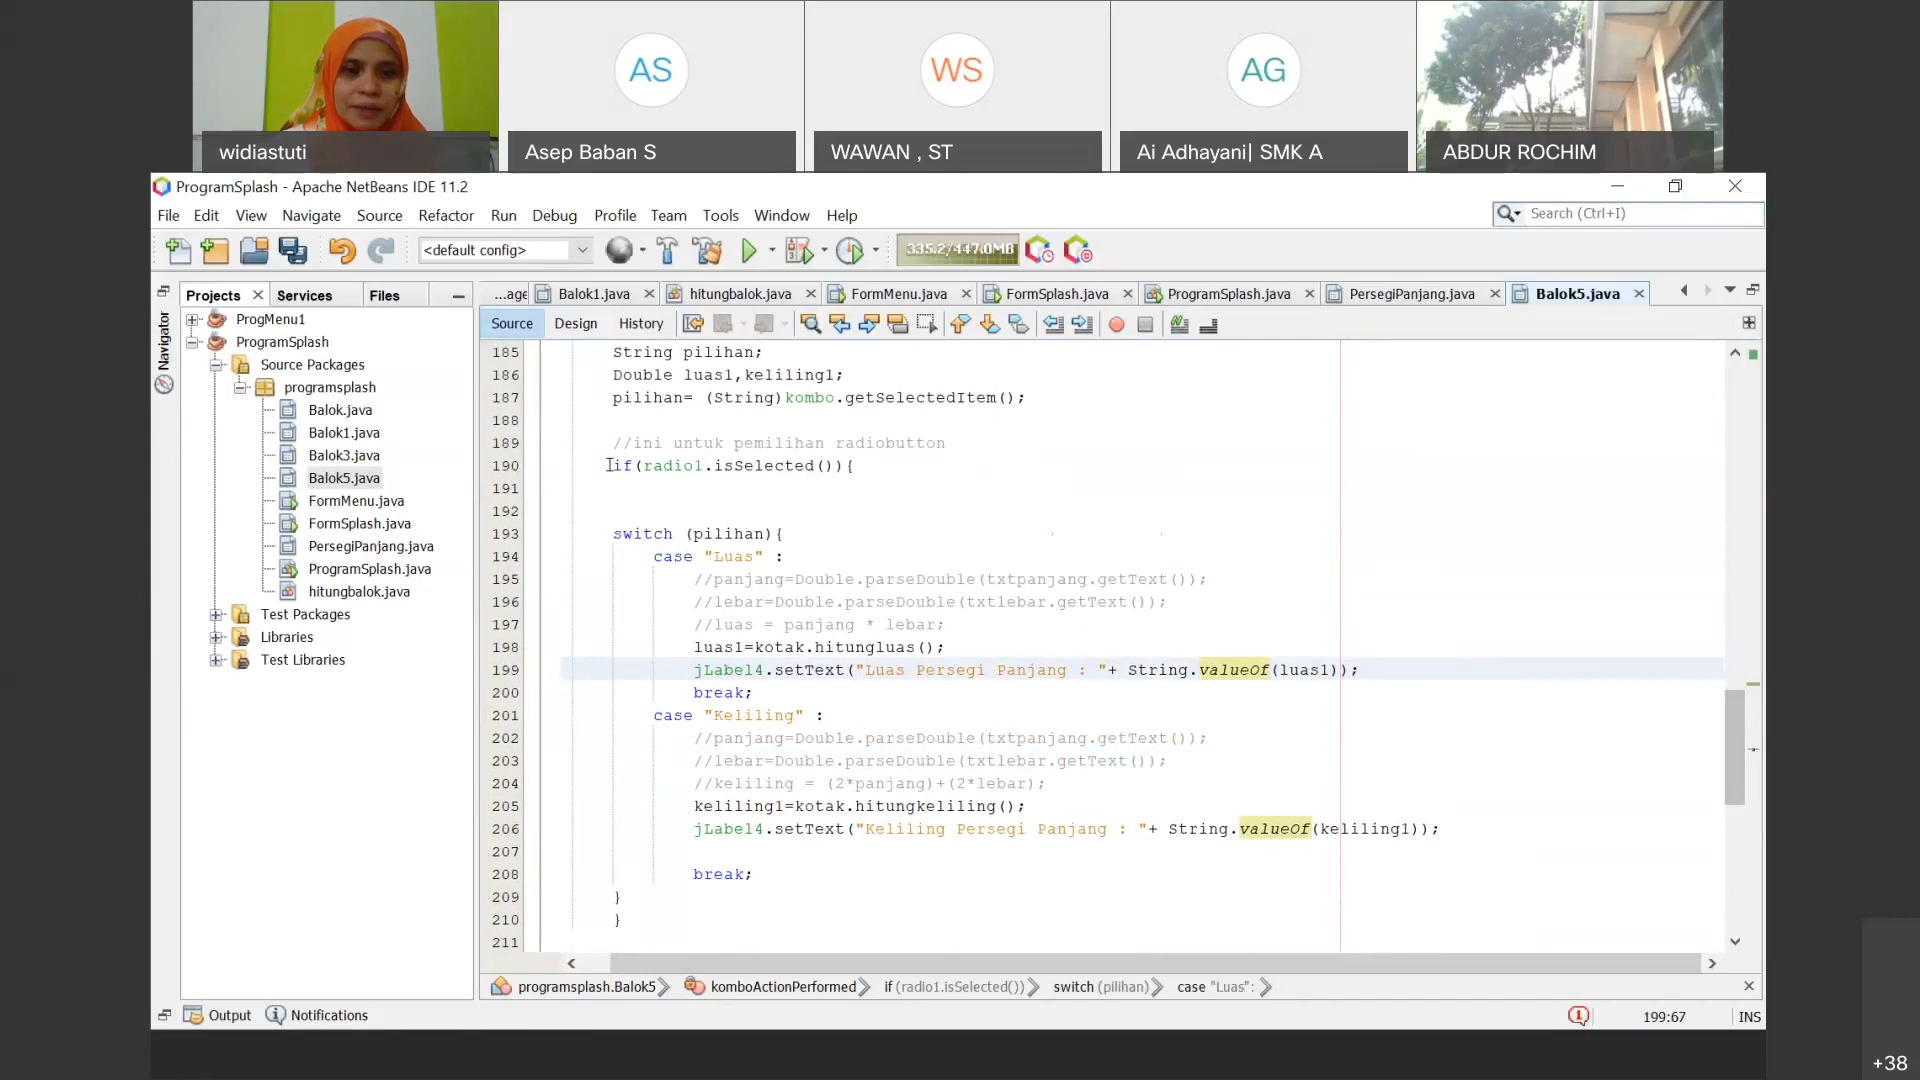 AS
WS
AG
widiastuti
Asep Baban S
WAWAN , ST
Ai Adhayani| SMK A
ABDUR ROCHIM
ProgramSplash - Apache NetBeans IDE 11.2
File Edit View Navigate Source Refactor Run Debug Profile Team Tools Window Help
Search (Ctrl+I)
<default config>
335.2/447.0MB
Projects Services Files
...age Balok1.java hitungbalok.java FormMenu.java FormSplash.java ProgramSplash.java PersegiPanjang.java Balok5.java
Source Design History
Navigator
ProgMenu1
ProgramSplash
Source Packages
programsplash
Balok.java
Balok1.java
Balok3.java
Balok5.java
FormMenu.java
FormSplash.java
PersegiPanjang.java
ProgramSplash.java
hitungbalok.java
Test Packages
Libraries
Test Libraries
185 String pilihan;
186 Double luas1,keliling1;
187 pilihan= (String)kombo.getSelectedItem();
188
189 //ini untuk pemilihan radiobutton
190 if(radio1.isSelected()){
191
192
193 switch (pilihan){
194 case "Luas" :
195 //panjang=Double.parseDouble(txtpanjang.getText());
196 //lebar=Double.parseDouble(txtlebar.getText());
197 //luas = panjang * lebar;
198 luas1=kotak.hitungluas();
199 jLabel4.setText("Luas Persegi Panjang : "+ String.valueOf(luas1));
200 break;
201 case "Keliling" :
202 //panjang=Double.parseDouble(txtpanjang.getText());
203 //lebar=Double.parseDouble(txtlebar.getText());
204 //keliling = (2*panjang)+(2*lebar);
205 keliling1=kotak.hitungkeliling();
206 jLabel4.setText("Keliling Persegi Panjang : "+ String.valueOf(keliling1));
207
208 break;
209 }
210 }
211
programsplash.Balok5 komboActionPerformed if (radio1.isSelected()) switch (pilihan) case "Luas":
Output Notifications
199:67 INS
+38